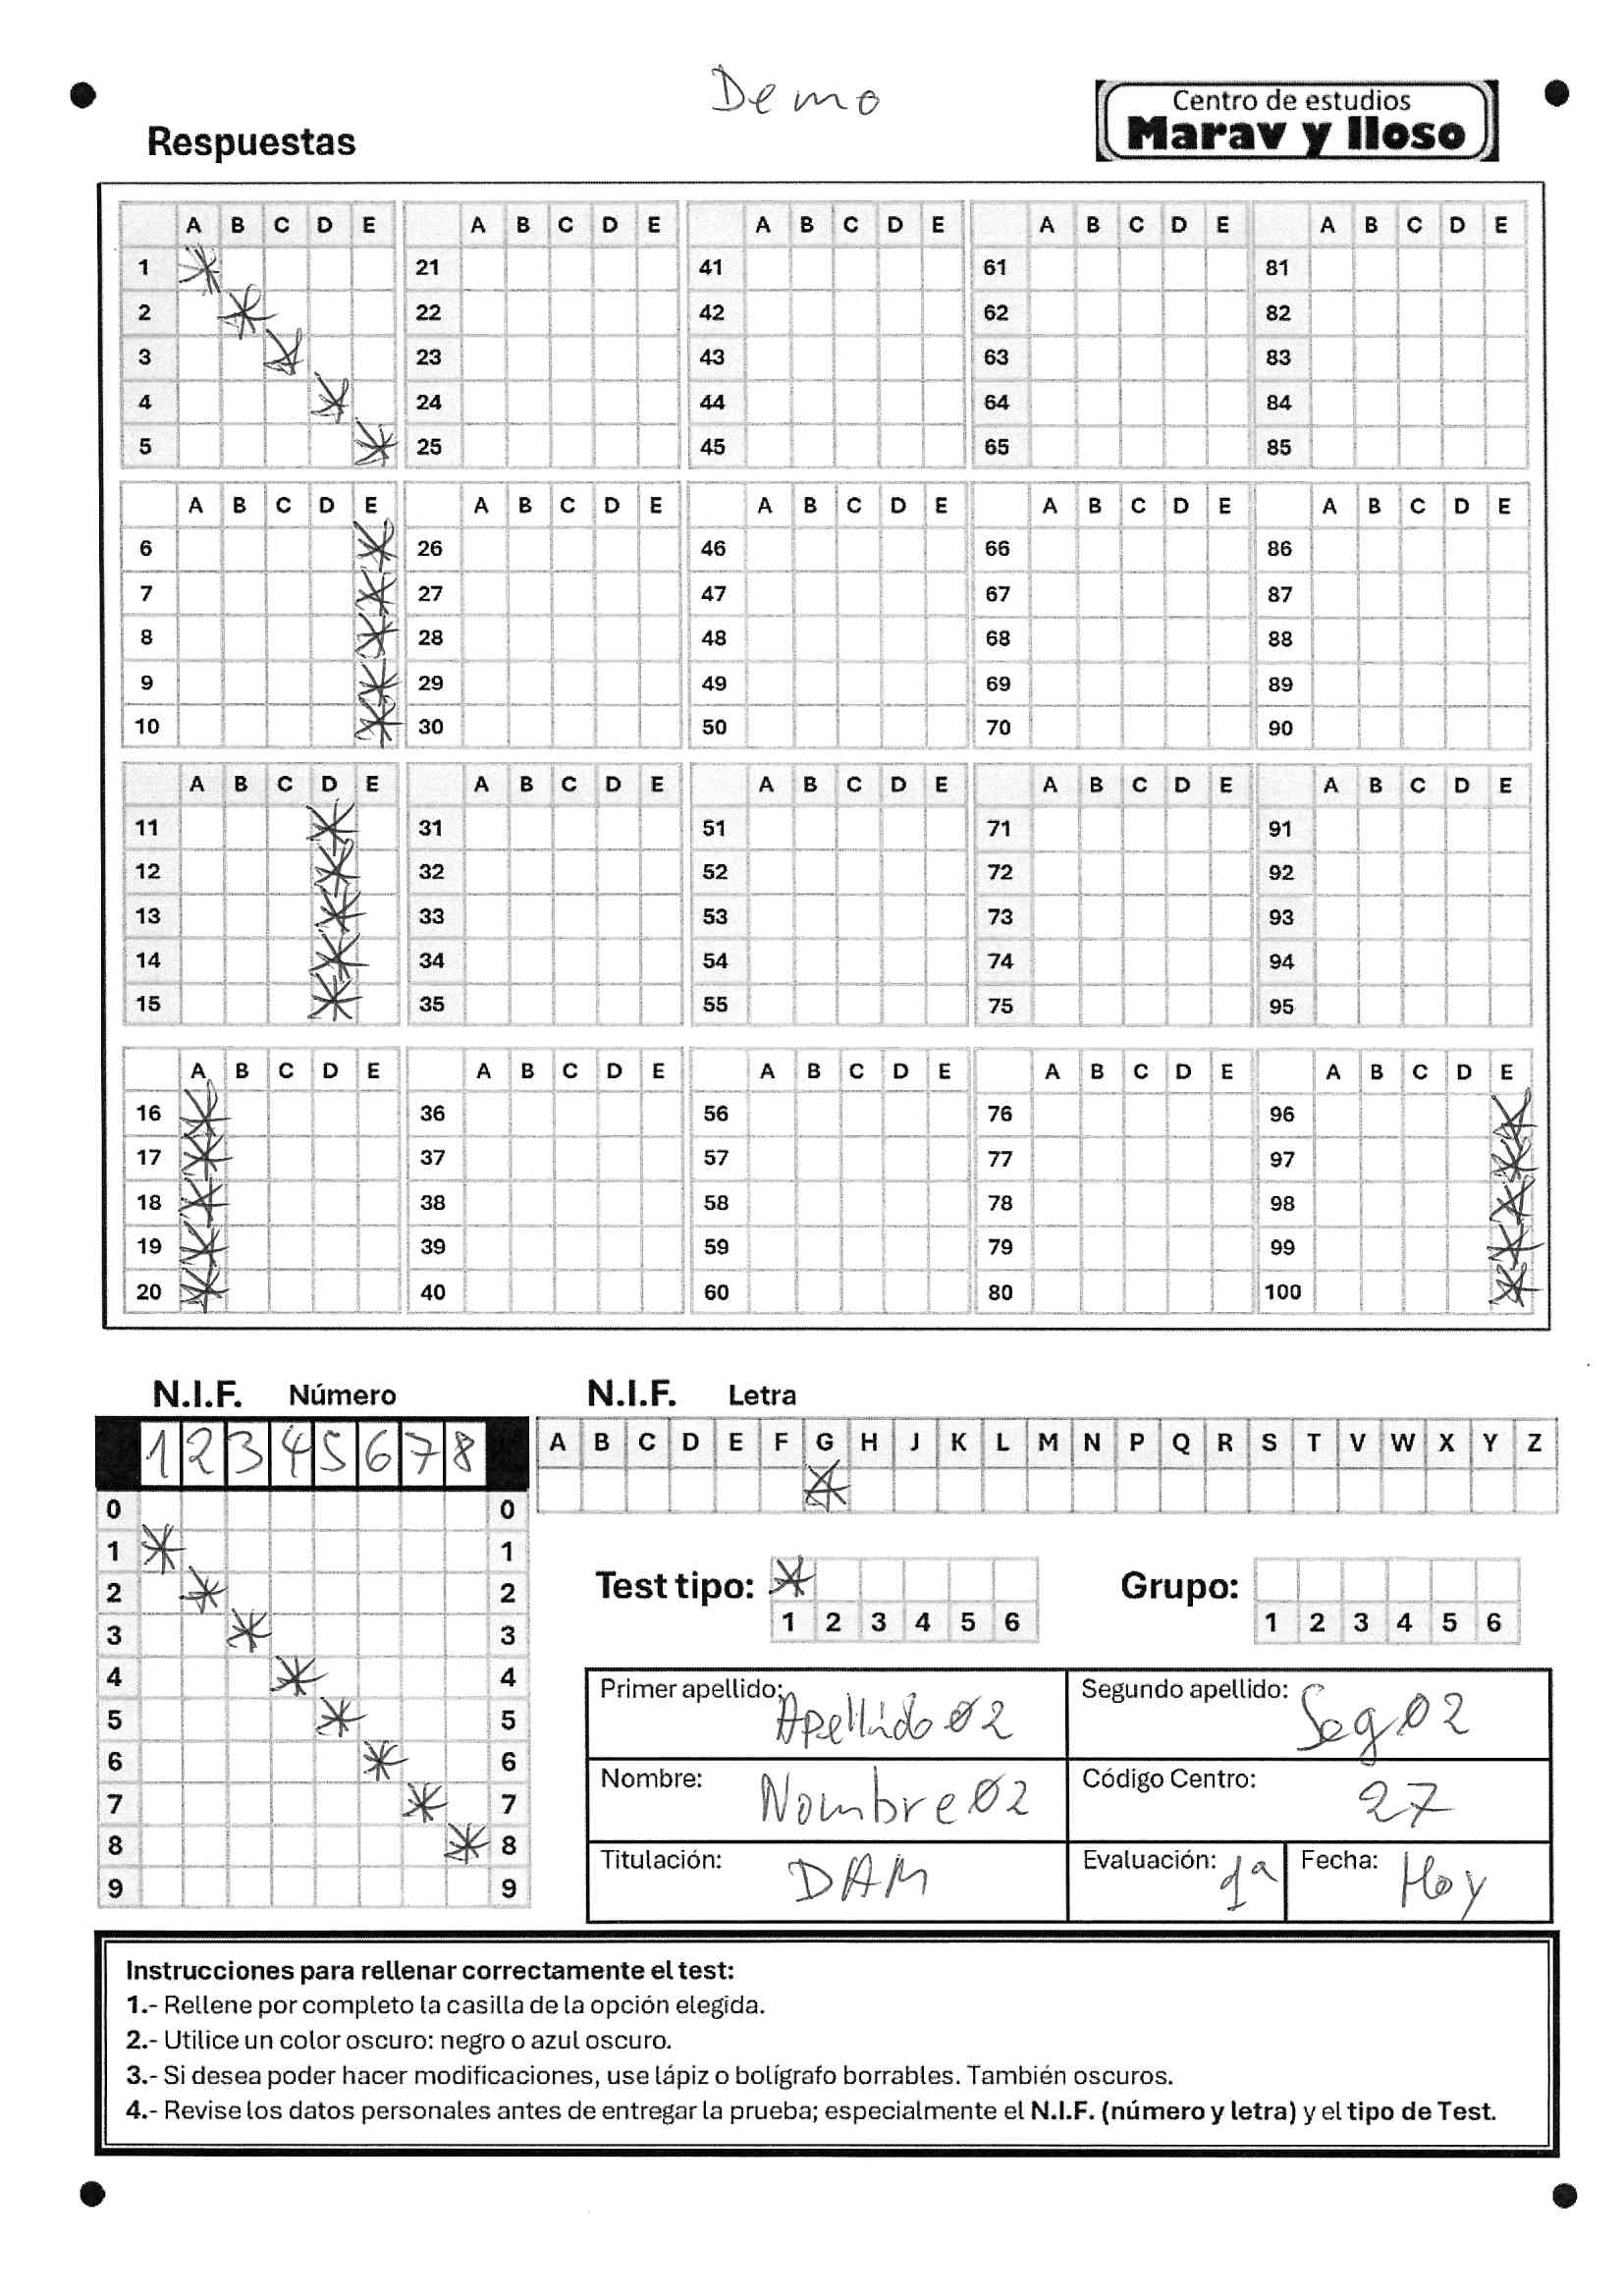 Demo
Centro de estudios
Marav y lloso
Respuestas
A B C D E A B C D E A B C D E A B C D E A B C D E
1 21 41 61 81
2 22 42 62 82
3 23 43 63 83
4 24 44 64 84
5 25 45 65 85
A B C D E A B C D E A B C D E A B C D E A B C D E
6 26 46 66 86
7 27 47 67 87
8 28 48 68 88
9 29 49 69 89
10 30 50 70 90
A B C D E A B C D E A B C D E A B C D E A B C D E
11 31 51 71 91
12 32 52 72 92
13 33 53 73 93
14 34 54 74 94
15 35 55 75 95
A B C D E A B C D E A B C D E A B C D E A B C D E
16 36 56 76 96
17 37 57 77 97
18 38 58 78 98
19 39 59 79 99
20 40 60 80 100
N.I.F. Número N.I.F. Letra
1 2 3 4 5 6 7 8
A B C D E F G H J K L M N P Q R S T V W X Y Z
0 0
1 1
2 2
3 3
4 4
5 5
6 6
7 7
8 8
9 9
Test tipo: Grupo:
1 2 3 4 5 6 1 2 3 4 5 6
Primer apellido: Apellido02 Segundo apellido: Seg02
Nombre: Nombre02 Código Centro: 27
Titulación: DAM Evaluación: 1ª Fecha: Hoy
Instrucciones para rellenar correctamente el test:
1.- Rellene por completo la casilla de la opción elegida.
2.- Utilice un color oscuro: negro o azul oscuro.
3.- Si desea poder hacer modificaciones, use lápiz o bolígrafo borrables. También oscuros.
4.- Revise los datos personales antes de entregar la prueba; especialmente el N.I.F. (número y letra) y el tipo de Test.